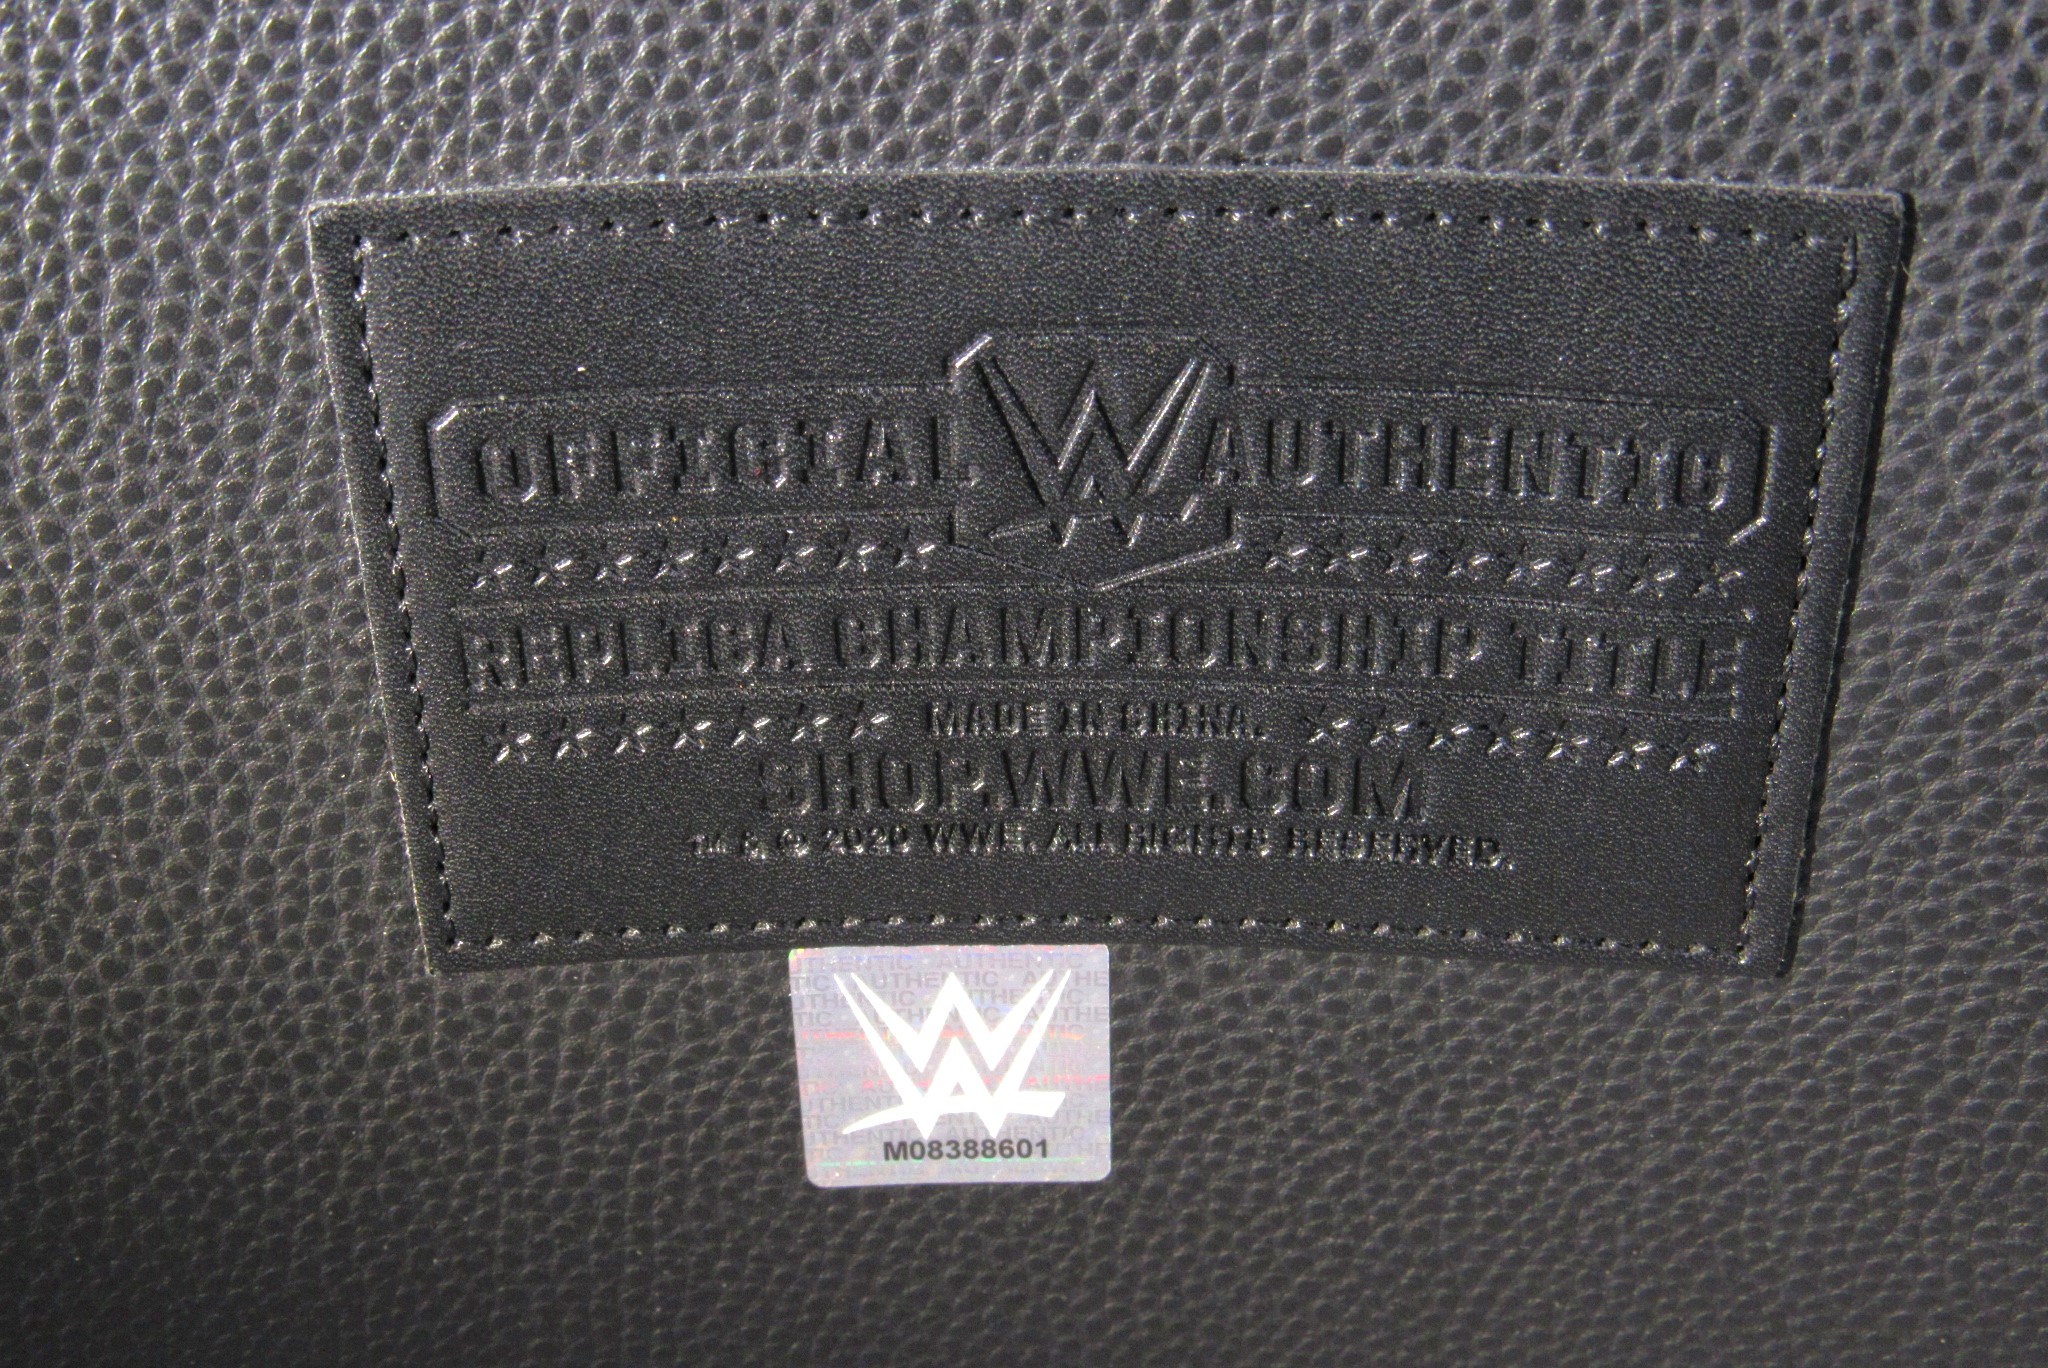 OFFICIAL W AUTHENTIC
REPLICA CHAMPIONSHIP TITLE
MADE IN CHINA.
SHOP.WWE.COM
™ & © 2020 WWE. ALL RIGHTS RESERVED.
AUTHENTIC AUTHENTIC
W
M08388601